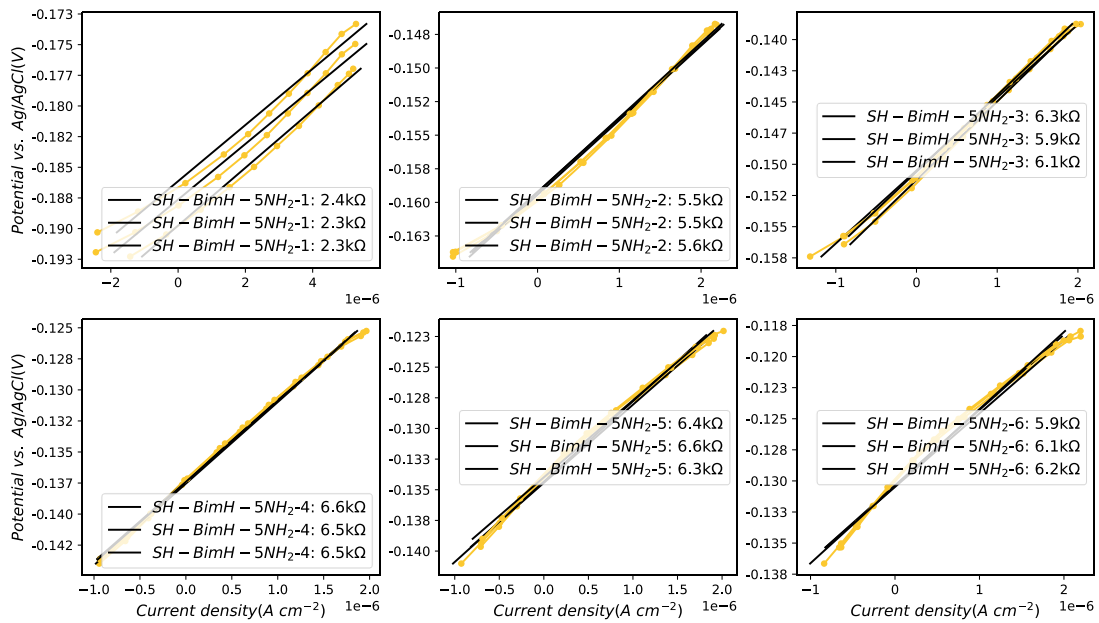 Potential vs. Ag/AgCl(V)
-0.173
-0.175
-0.177
-0.180
-0.182
-0.185
-0.188
-0.190
-0.193
SH−BimH−5NH₂-1: 2.4kΩ
SH−BimH−5NH₂-1: 2.3kΩ
SH−BimH−5NH₂-1: 2.3kΩ
−2 0 2 4 6
1e−6
-0.148
-0.150
-0.152
-0.155
-0.158
-0.160
-0.163
SH−BimH−5NH₂-2: 5.5kΩ
SH−BimH−5NH₂-2: 5.5kΩ
SH−BimH−5NH₂-2: 5.6kΩ
−1 0 1 2
1e−6
-0.140
-0.143
-0.145
-0.147
-0.150
-0.152
-0.155
-0.158
SH−BimH−5NH₂-3: 6.3kΩ
SH−BimH−5NH₂-3: 5.9kΩ
SH−BimH−5NH₂-3: 6.1kΩ
−1 0 1 2
1e−6
Potential vs. Ag/AgCl(V)
-0.125
-0.128
-0.130
-0.132
-0.134
-0.137
-0.140
-0.142
SH−BimH−5NH₂-4: 6.6kΩ
SH−BimH−5NH₂-4: 6.5kΩ
SH−BimH−5NH₂-4: 6.5kΩ
−1.0 −0.5 0.0 0.5 1.0 1.5 2.0
1e−6
Current density(A cm⁻²)
-0.123
-0.125
-0.128
-0.130
-0.133
-0.135
-0.138
-0.140
SH−BimH−5NH₂-5: 6.4kΩ
SH−BimH−5NH₂-5: 6.6kΩ
SH−BimH−5NH₂-5: 6.3kΩ
−1.0 −0.5 0.0 0.5 1.0 1.5 2.0
1e−6
Current density(A cm⁻²)
-0.118
-0.120
-0.123
-0.125
-0.128
-0.130
-0.133
-0.135
-0.138
SH−BimH−5NH₂-6: 5.9kΩ
SH−BimH−5NH₂-6: 6.1kΩ
SH−BimH−5NH₂-6: 6.2kΩ
−1 0 1 2
1e−6
Current density(A cm⁻²)